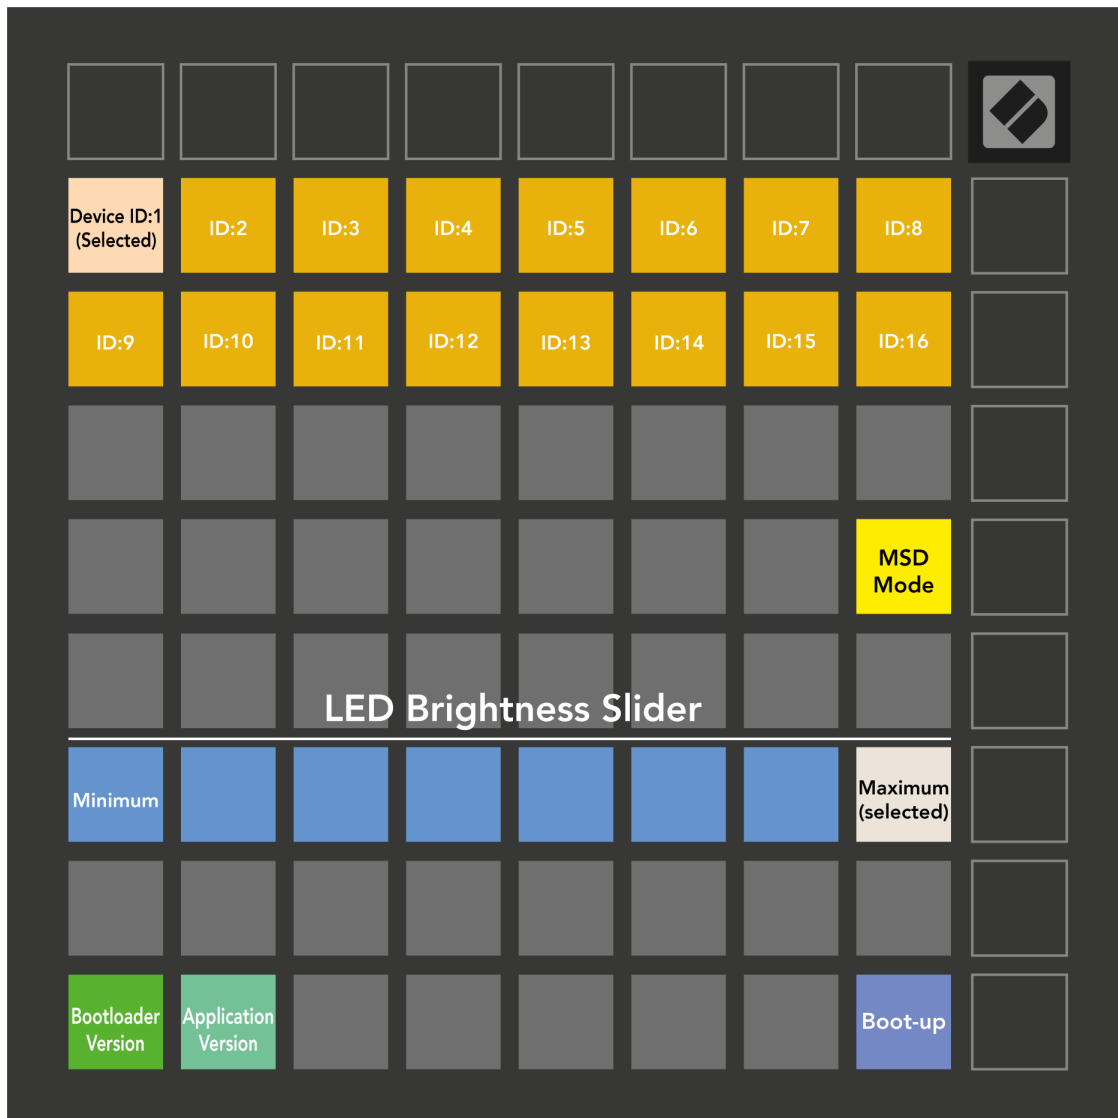 Device ID:1
(Selected)
ID:2
ID:3
ID:4
ID:5
ID:6
ID:7
ID:8
ID:9
ID:10
ID:11
ID:12
ID:13
ID:14
ID:15
ID:16
MSD
Mode
LED Brightness Slider
Minimum
Maximum
(selected)
Bootloader
Version
Application
Version
Boot-up